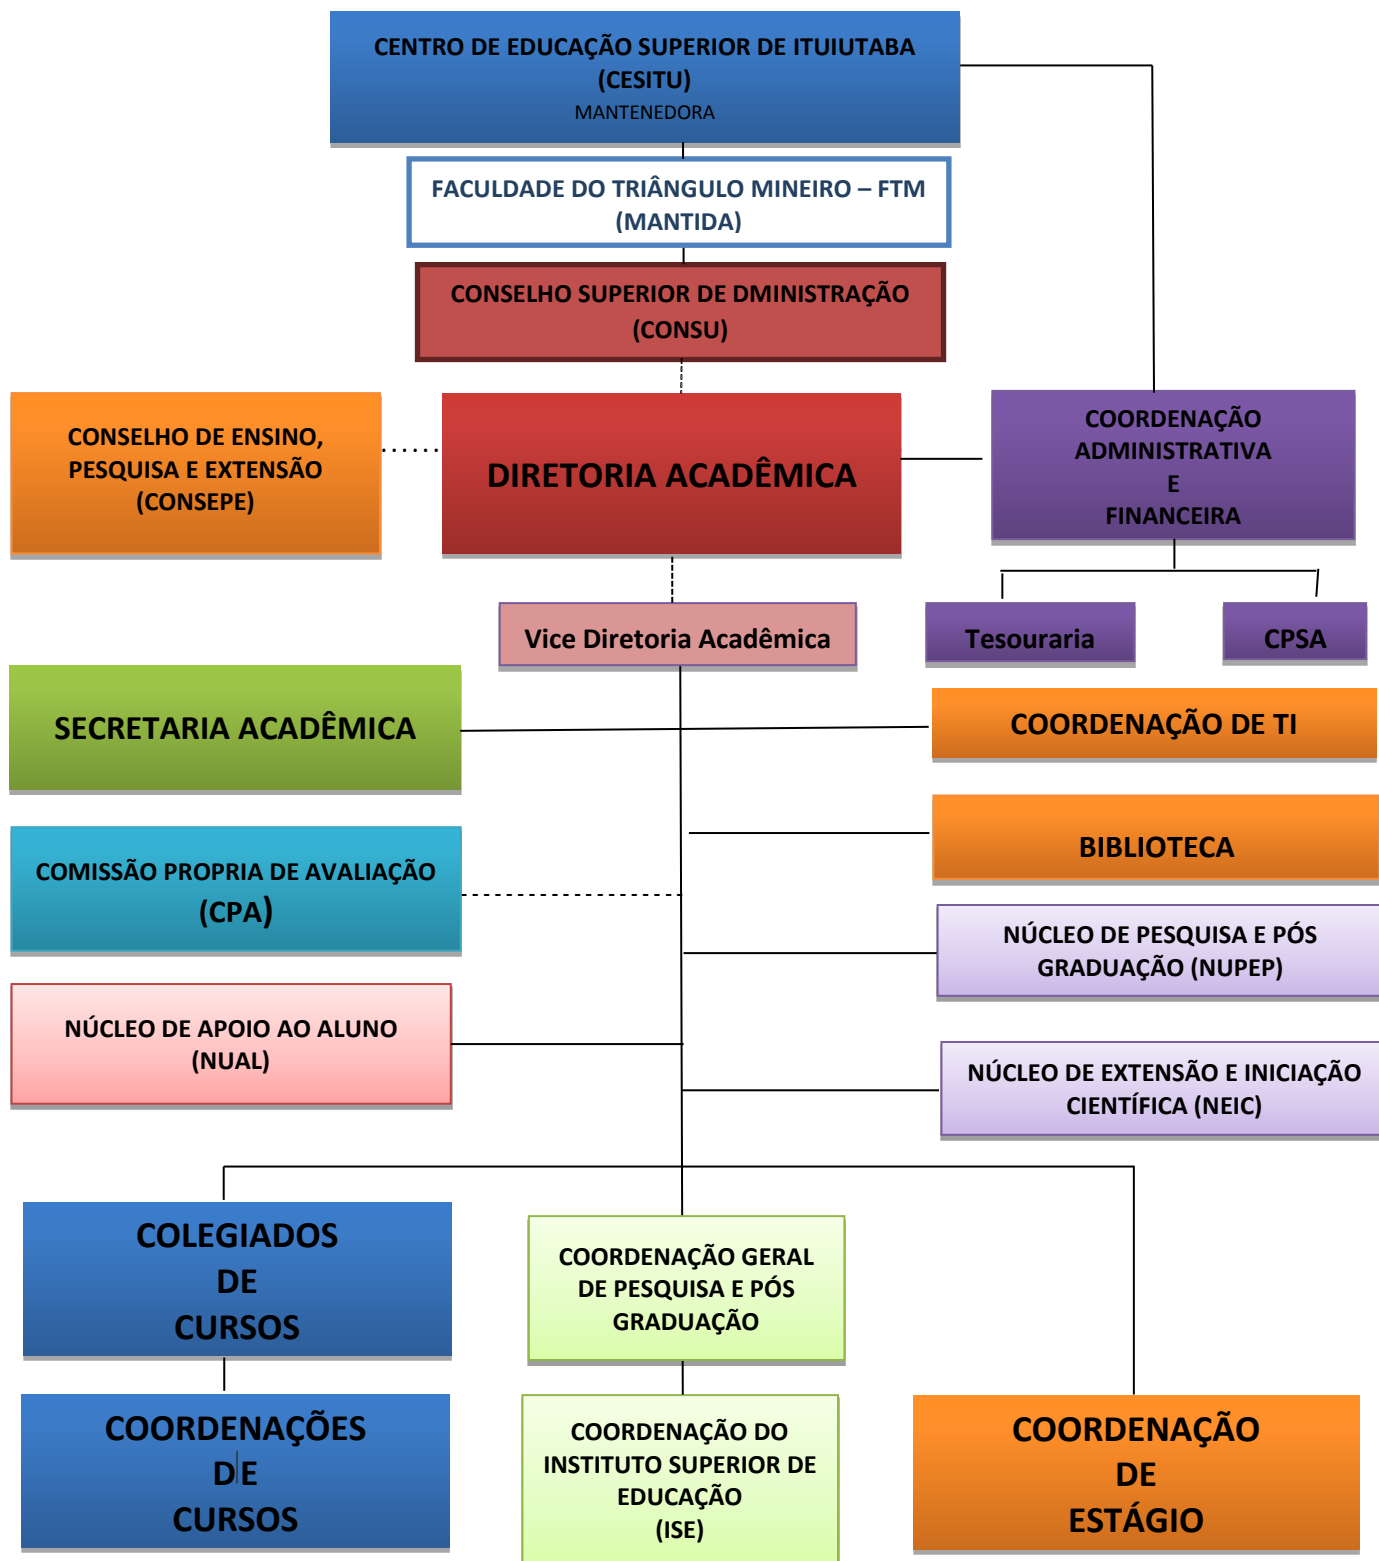 CENTRO DE EDUCAÇÃO SUPERIOR DE ITUIUTABA
(CESITU)
MANTENEDORA
FACULDADE DO TRIÂNGULO MINEIRO – FTM
(MANTIDA)
CONSELHO SUPERIOR DE DMINISTRAÇÃO
(CONSU)
CONSELHO DE ENSINO,
PESQUISA E EXTENSÃO
(CONSEPE)
DIRETORIA ACADÊMICA
COORDENAÇÃO
ADMINISTRATIVA
E
FINANCEIRA
Vice Diretoria Acadêmica
Tesouraria
CPSA
SECRETARIA ACADÊMICA
COORDENAÇÃO DE TI
BIBLIOTECA
COMISSÃO PROPRIA DE AVALIAÇÃO
(CPA)
NÚCLEO DE PESQUISA E PÓS
GRADUAÇÃO (NUPEP)
NÚCLEO DE APOIO AO ALUNO
(NUAL)
NÚCLEO DE EXTENSÃO E INICIAÇÃO
CIENTÍFICA (NEIC)
COLEGIADOS
DE
CURSOS
COORDENAÇÃO GERAL
DE PESQUISA E PÓS
GRADUAÇÃO
COORDENAÇÕES
DE
CURSOS
COORDENAÇÃO DO
INSTITUTO SUPERIOR DE
EDUCAÇÃO
(ISE)
COORDENAÇÃO
DE
ESTÁGIO